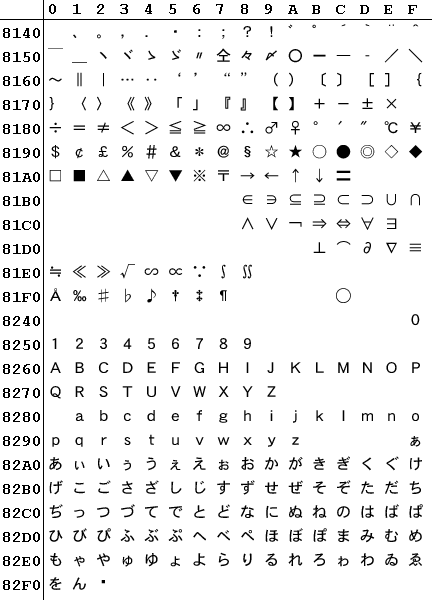 0 1 2 3 4 5 6 7 8 9 A B C D E F
8140 、 。 ， ． ・ ： ； ？ ！ ゛ ゜
8150 ￣ ＿ ヽ ヾ ゝ ゞ 〃 仝 々 〆 〇 ー ― ‐ ／ ＼
8160 ～ ∥ ｜ … ‥ ‘ ’ “ ” （ ） 〔 〕 ［ ］ ｛
8170 ｝ 〈 〉 《 》 「 」 『 』 【 】 ＋ － ± ×
8180 ÷ ＝ ≠ ＜ ＞ ≦ ≧ ∞ ∴ ♂ ♀ ° ′ ″ ℃ ￥
8190 ＄ ￠ ￡ ％ ＃ ＆ ＊ ＠ § ☆ ★ ○ ● ◎ ◇ ◆
81A0 □ ■ △ ▲ ▽ ▼ ※ 〒 → ← ↑ ↓ 〓
81B0 ∈ ∋ ⊆ ⊇ ⊂ ⊃ ∪ ∩
81C0 ∧ ∨ ￢ ⇒ ⇔ ∀ ∃
81D0 ⊥ ⌒ ∂ ∇ ≡
81E0 ≒ ≪ ≫ √ ∽ ∝ ∵ ∫ ∬
81F0 Å ‰ ♯ ♭ ♪ † ‡ ¶ ◯
8240 ０
8250 １ ２ ３ ４ ５ ６ ７ ８ ９
8260 Ａ Ｂ Ｃ Ｄ Ｅ Ｆ Ｇ Ｈ Ｉ Ｊ Ｋ Ｌ Ｍ Ｎ Ｏ Ｐ
8270 Ｑ Ｒ Ｓ Ｔ Ｕ Ｖ Ｗ Ｘ Ｙ Ｚ
8280 ａ ｂ ｃ ｄ ｅ ｆ ｇ ｈ ｉ ｊ ｋ ｌ ｍ ｎ ｏ
8290 ｐ ｑ ｒ ｓ ｔ ｕ ｖ ｗ ｘ ｙ ｚ ぁ
82A0 あ ぃ い ぅ う ぇ え ぉ お か が き ぎ く ぐ け
82B0 げ こ ご さ ざ し じ す ず せ ぜ そ ぞ た だ ち
82C0 ぢ っ つ づ て で と ど な に ぬ ね の は ば ぱ
82D0 ひ び ぴ ふ ぶ ぷ へ べ ぺ ほ ぼ ぽ ま み む め
82E0 も ゃ や ゅ ゆ ょ よ ら り る れ ろ ゎ わ ゐ ゑ
82F0 を ん